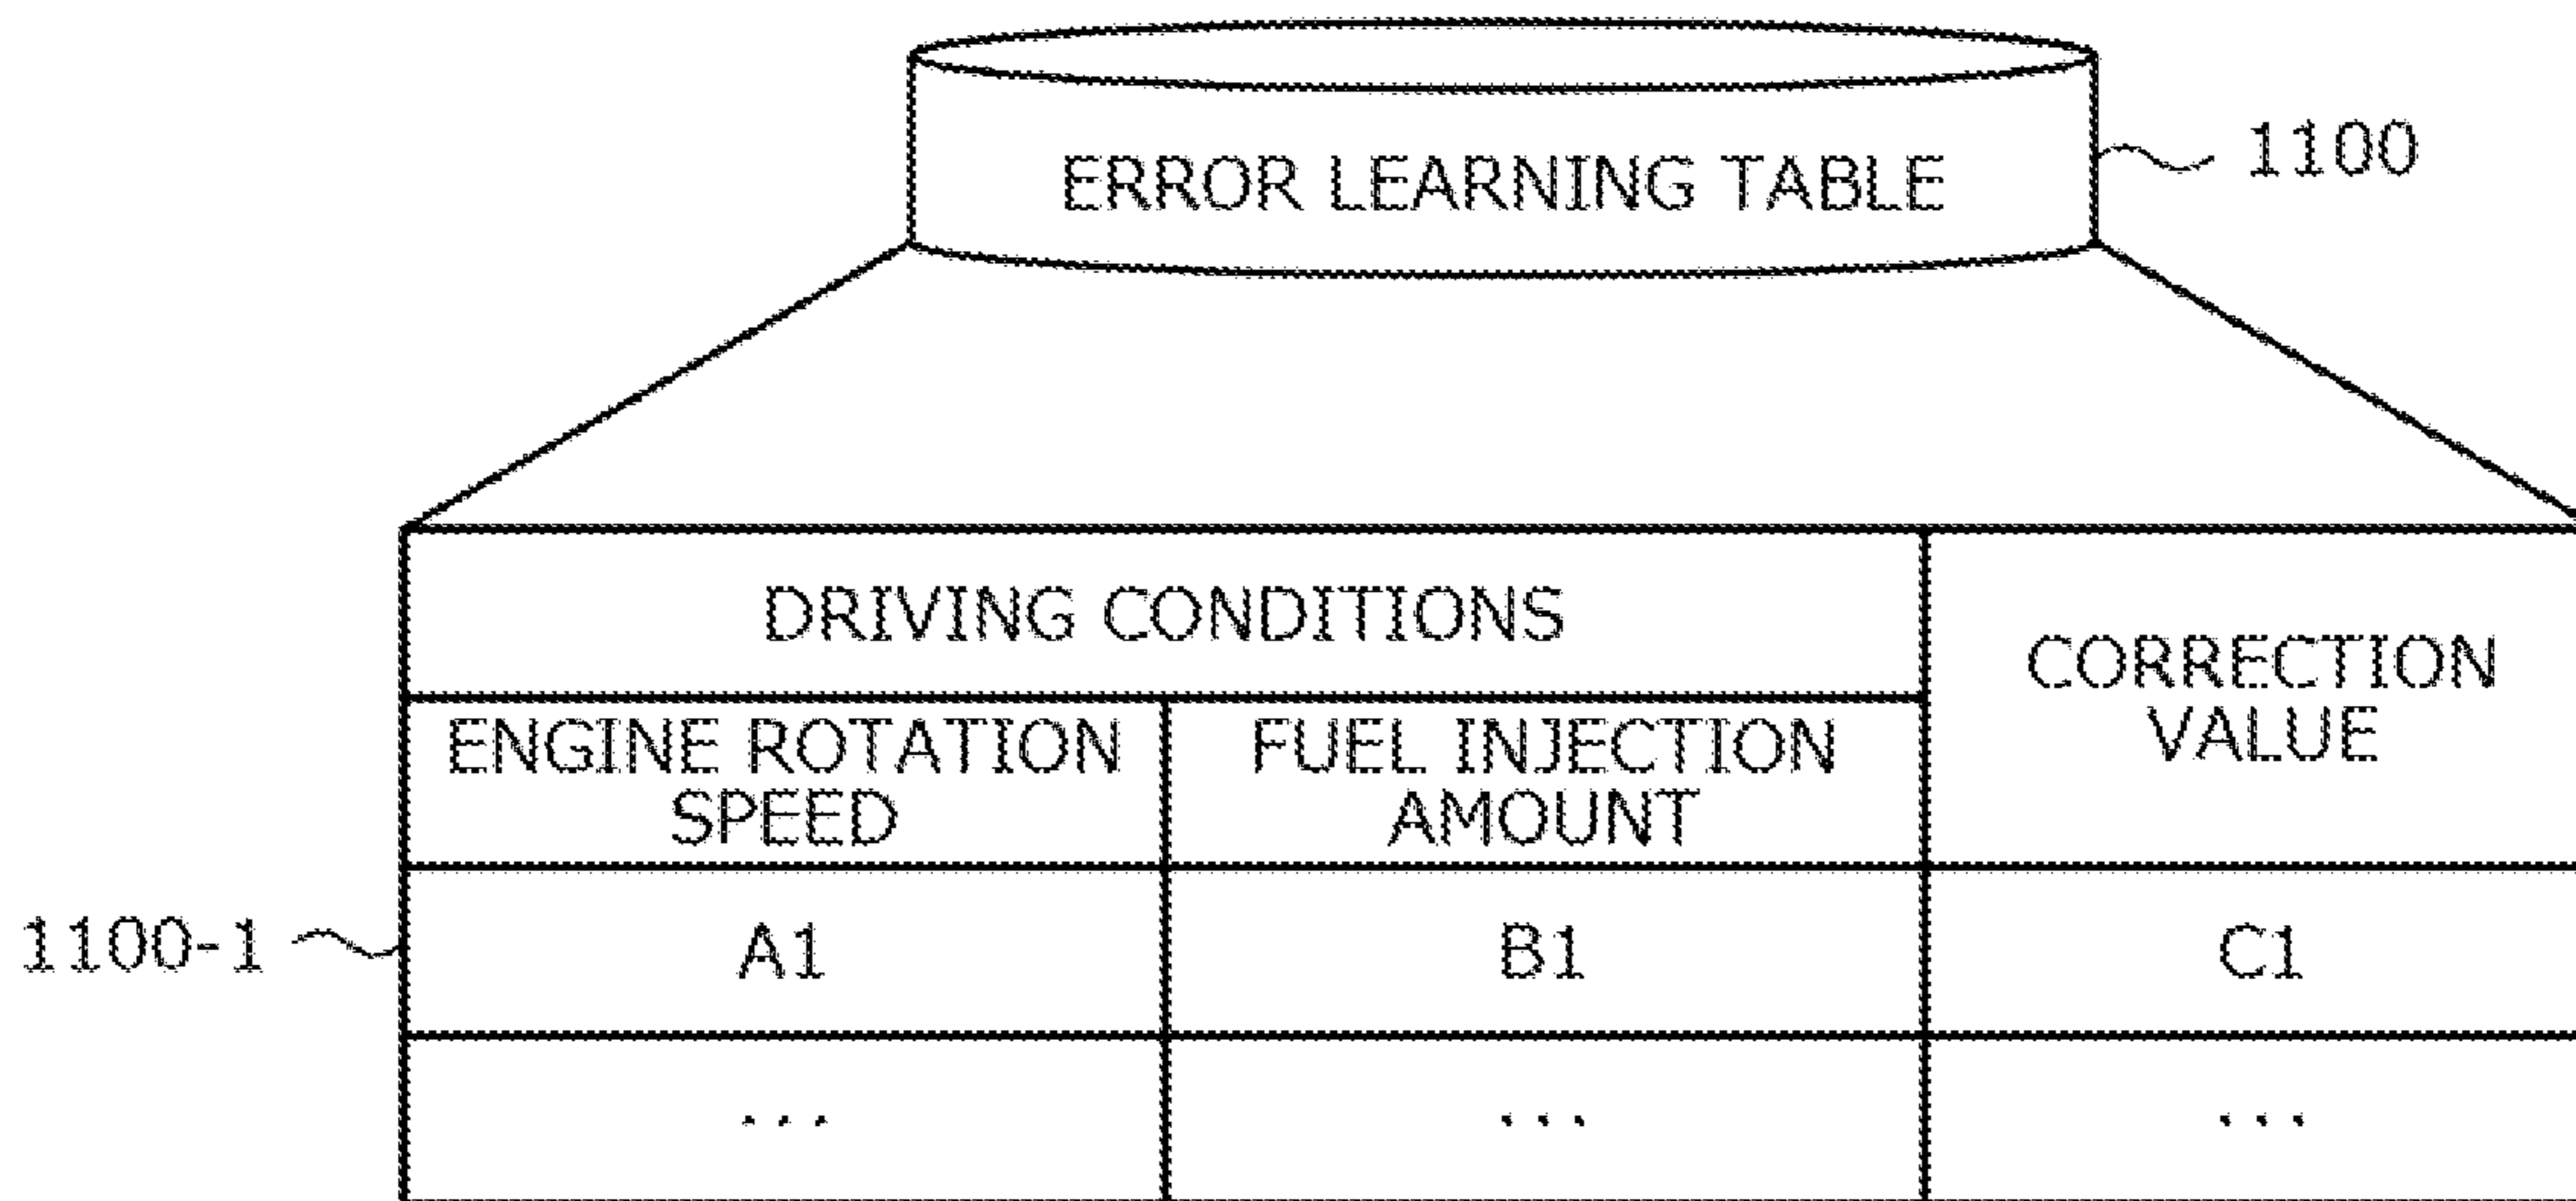 ERROR LEARNING TABLE
1100
DRIVING CONDITIONS
CORRECTION
VALUE
ENGINE ROTATION
SPEED
FUEL INJECTION
AMOUNT
1100-1
A1
B1
C1
...
...
...